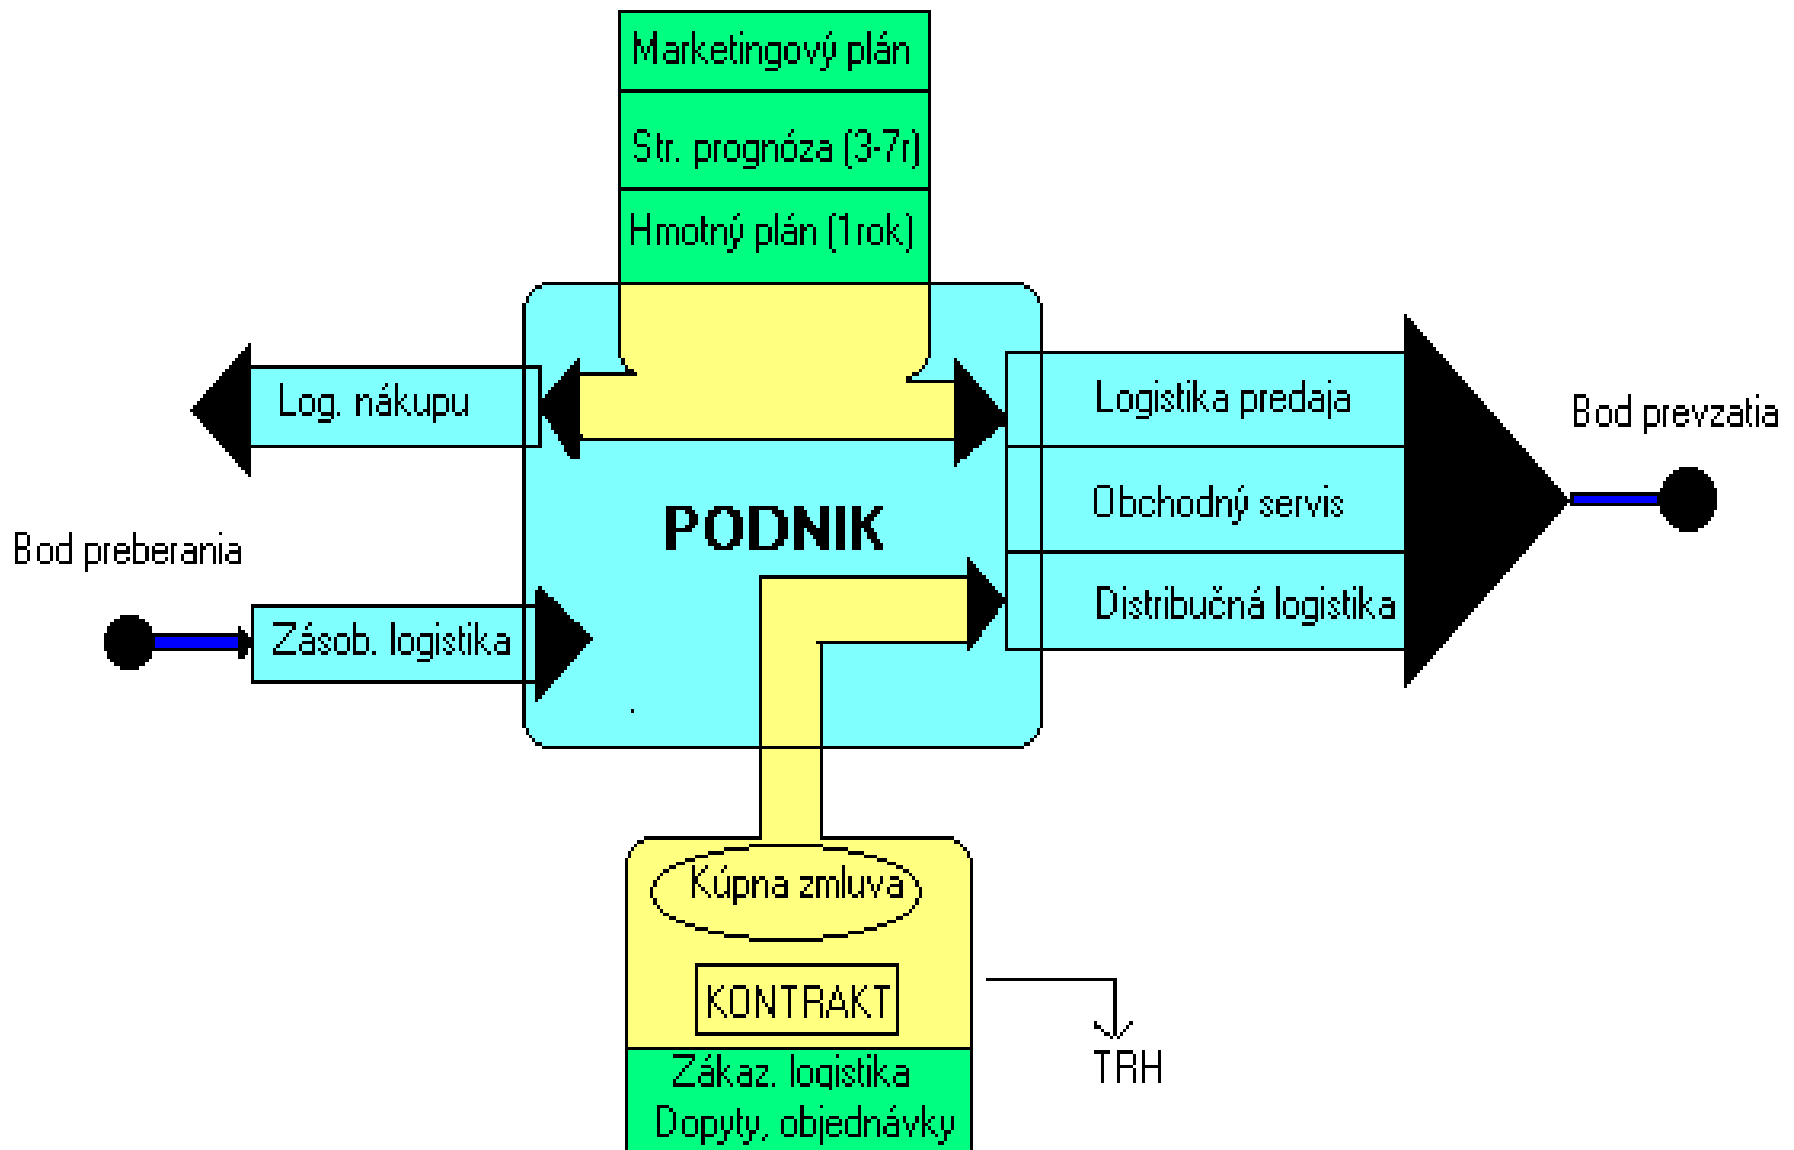 Marketingový plán
Str. prognóza (3-7r)
Hmotný plán (1rok)
Log. nákupu
Logistika predaja
Bod prevzatia
Obchodný servis
PODNIK
Bod preberania
Distribučná logistika
Zásob. logistika
Kúpna zmluva
KONTRAKT
TRH
Zákaz. logistika
Dopyty, objednávky